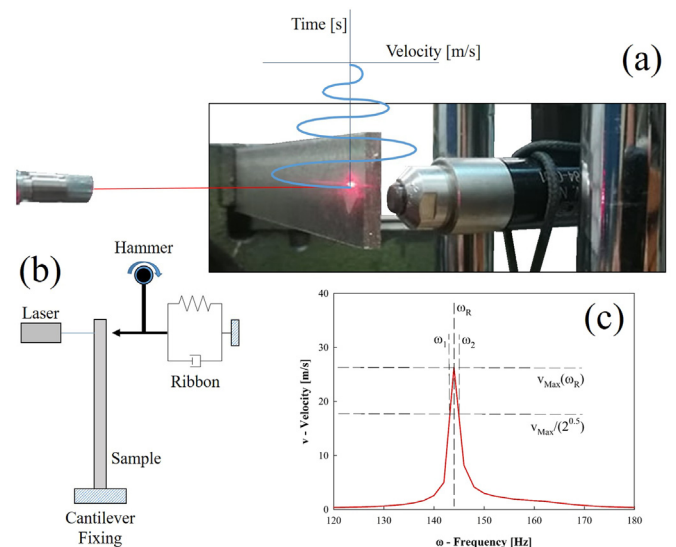 Time [s]
Velocity [m/s]
(a)
(b)
Hammer
Laser
Ribbon
Sample
Cantilever
Fixing
(c)
ωR
ω1
ω2
vMax(ωR)
vMax/(2^0.5)
v - Velocity [m/s]
40
30
20
10
0
120
140
150
160
170
180
ω - Frequency [Hz]